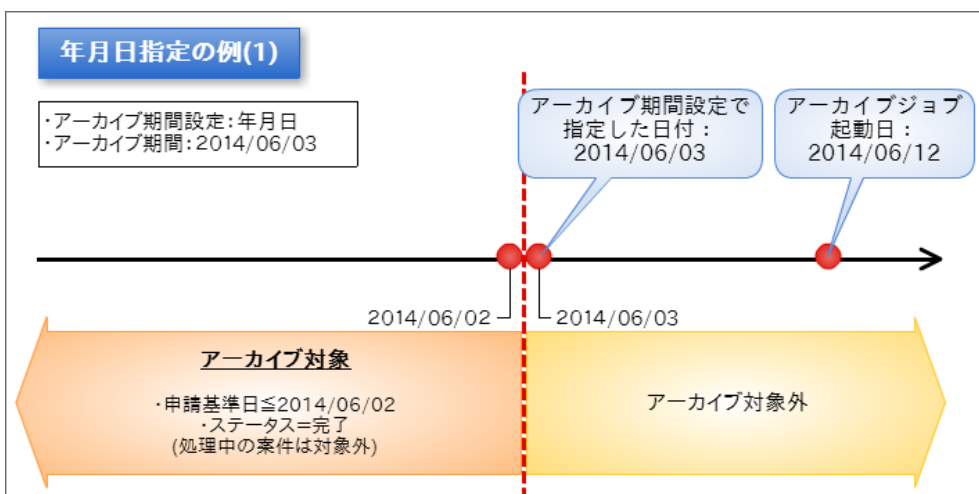 年月日指定の例(1)
・アーカイブ期間設定：年月日
・アーカイブ期間：2014/06/03
アーカイブ期間設定で
指定した日付：
2014/06/03
アーカイブジョブ
起動日：
2014/06/12
2014/06/02
2014/06/03
アーカイブ対象
・申請基準日≦2014/06/02
・ステータス＝完了
(処理中の案件は対象外)
アーカイブ対象外